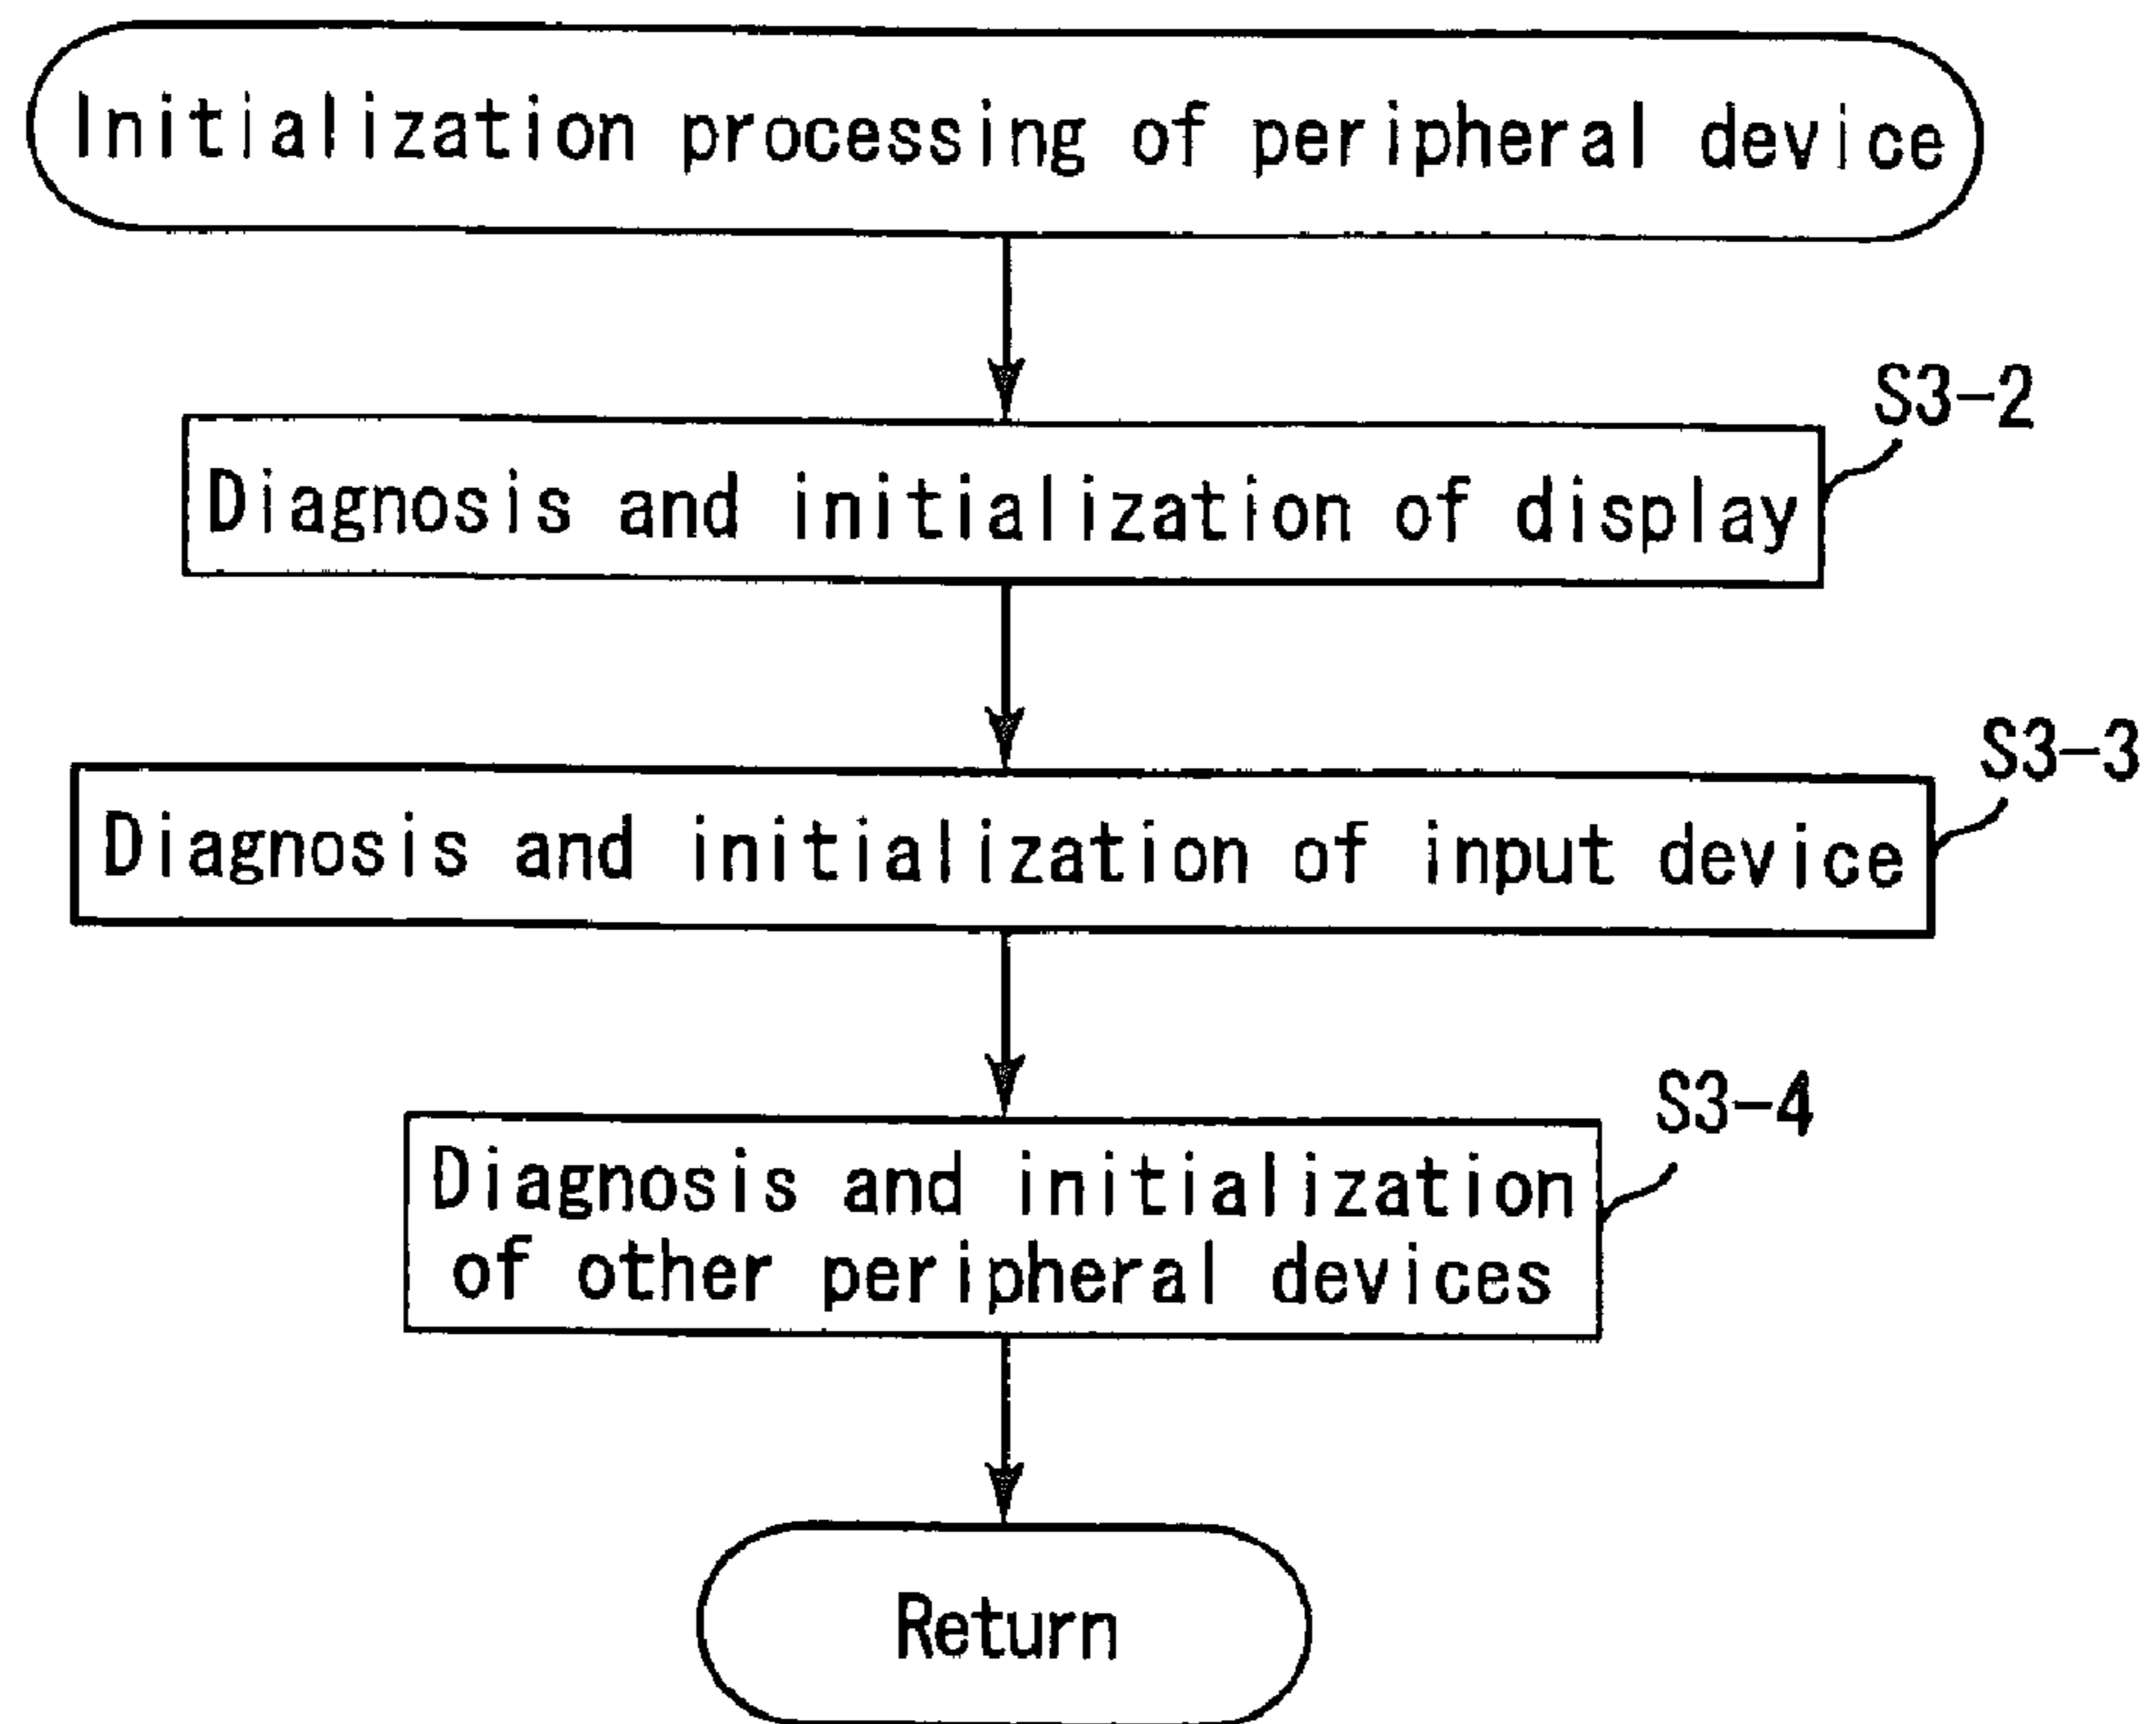 Initialization processing of peripheral device
S3-2
Diagnosis and initialization of display
S3-3
Diagnosis and initialization of input device
S3-4
Diagnosis and initialization
of other peripheral devices
Return